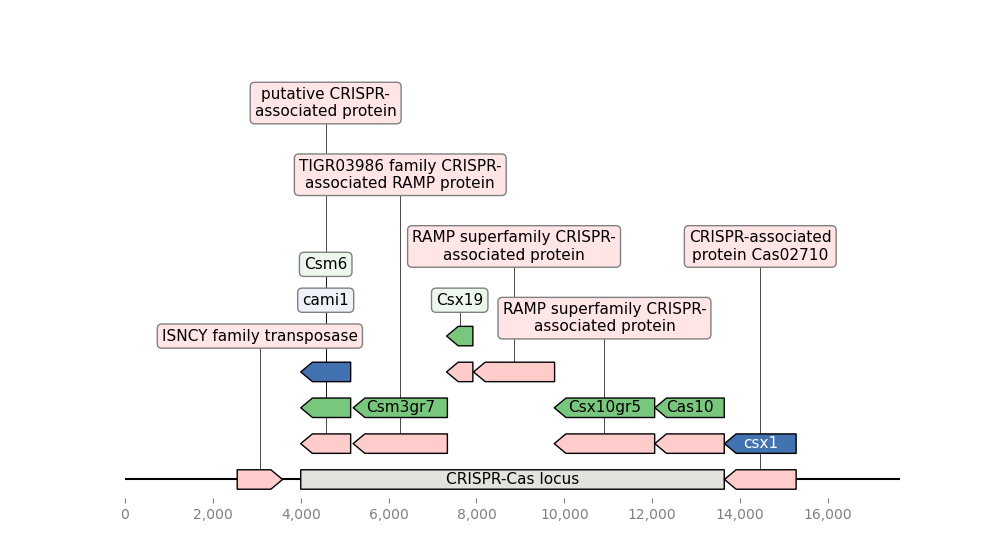 putative CRISPR-
associated protein
TIGR03986 family CRISPR-
associated RAMP protein
RAMP superfamily CRISPR-
associated protein
CRISPR-associated
protein Cas02710
Csm6
cami1
Csx19
RAMP superfamily CRISPR-
associated protein
ISNCY family transposase
Csm3gr7
Csx10gr5
Cas10
csx1
CRISPR-Cas locus
0
2,000
4,000
6,000
8,000
10,000
12,000
14,000
16,000